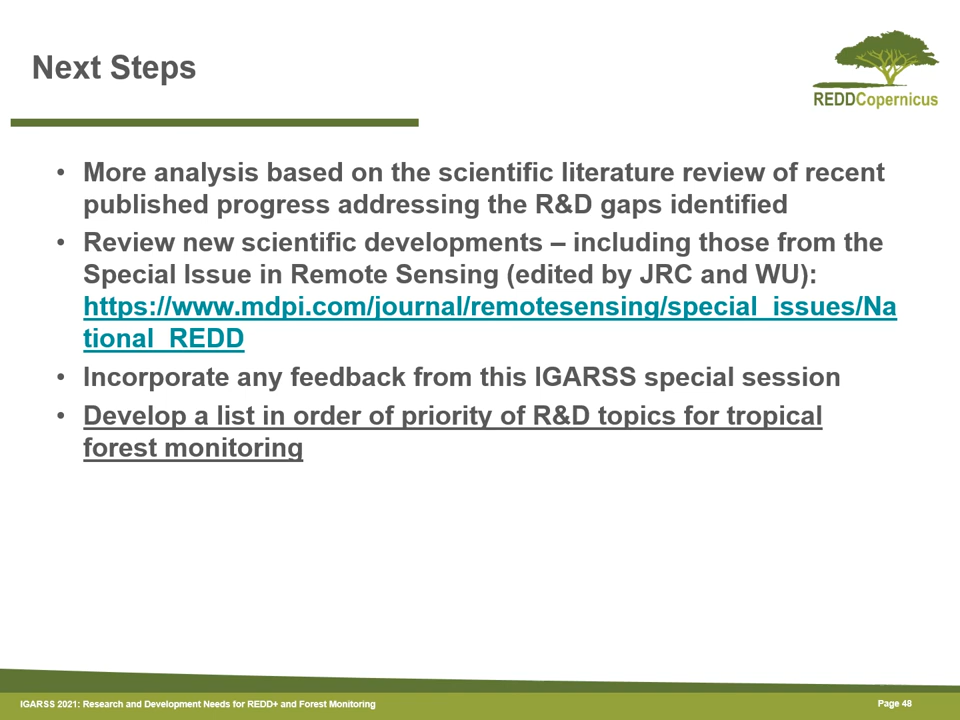 Next Steps
REDDCopernicus
• More analysis based on the scientific literature review of recent
published progress addressing the R&D gaps identified
• Review new scientific developments – including those from the
Special Issue in Remote Sensing (edited by JRC and WU):
https://www.mdpi.com/journal/remotesensing/special_issues/Na
tional_REDD
• Incorporate any feedback from this IGARSS special session
• Develop a list in order of priority of R&D topics for tropical
forest monitoring
IGARSS 2021: Research and Development Needs for REDD+ and Forest Monitoring
Page 48